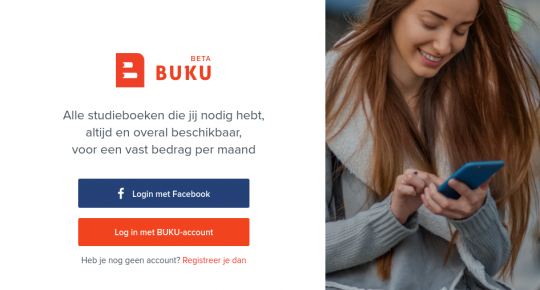 BETA
BUKU
Alle studieboeken die jij nodig hebt,
altijd en overal beschikbaar,
voor een vast bedrag per maand
Login met Facebook
Log in met BUKU-account
Heb je nog geen account? Registreer je dan